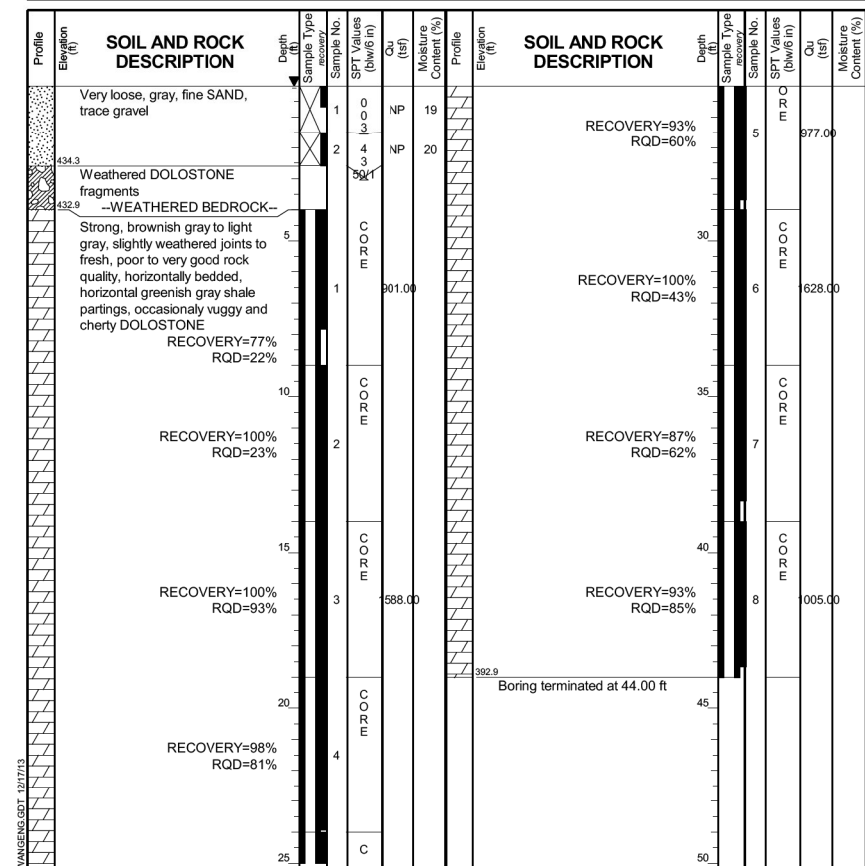 Profile
Elevation (ft)
SOIL AND ROCK
DESCRIPTION
Depth (ft)
Sample Type
recovery
Sample No.
SPT Values (blw/6 in)
Qu (tsf)
Moisture Content (%)
Very loose, gray, fine SAND,
trace gravel
1
0
0
3
NP
19
2
4
3
50/1
NP
20
434.3
Weathered DOLOSTONE
fragments
432.9
--WEATHERED BEDROCK--
Strong, brownish gray to light
gray, slightly weathered joints to
fresh, poor to very good rock
quality, horizontally bedded,
horizontal greenish gray shale
partings, occasionaly vuggy and
cherty DOLOSTONE
RECOVERY=77%
RQD=22%
5
1
CORE
901.00
10
RECOVERY=100%
RQD=23%
2
CORE
15
RECOVERY=100%
RQD=93%
3
CORE
1588.00
20
RECOVERY=98%
RQD=81%
4
CORE
25
C
VANGENG.GDT 12/17/13
Profile
Elevation (ft)
SOIL AND ROCK
DESCRIPTION
Depth (ft)
Sample Type
recovery
Sample No.
SPT Values (blw/6 in)
Qu (tsf)
Moisture Content (%)
RECOVERY=93%
RQD=60%
5
ORE
977.00
30
RECOVERY=100%
RQD=43%
6
CORE
1628.00
35
RECOVERY=87%
RQD=62%
7
CORE
40
RECOVERY=93%
RQD=85%
8
CORE
1005.00
392.9
Boring terminated at 44.00 ft
45
50